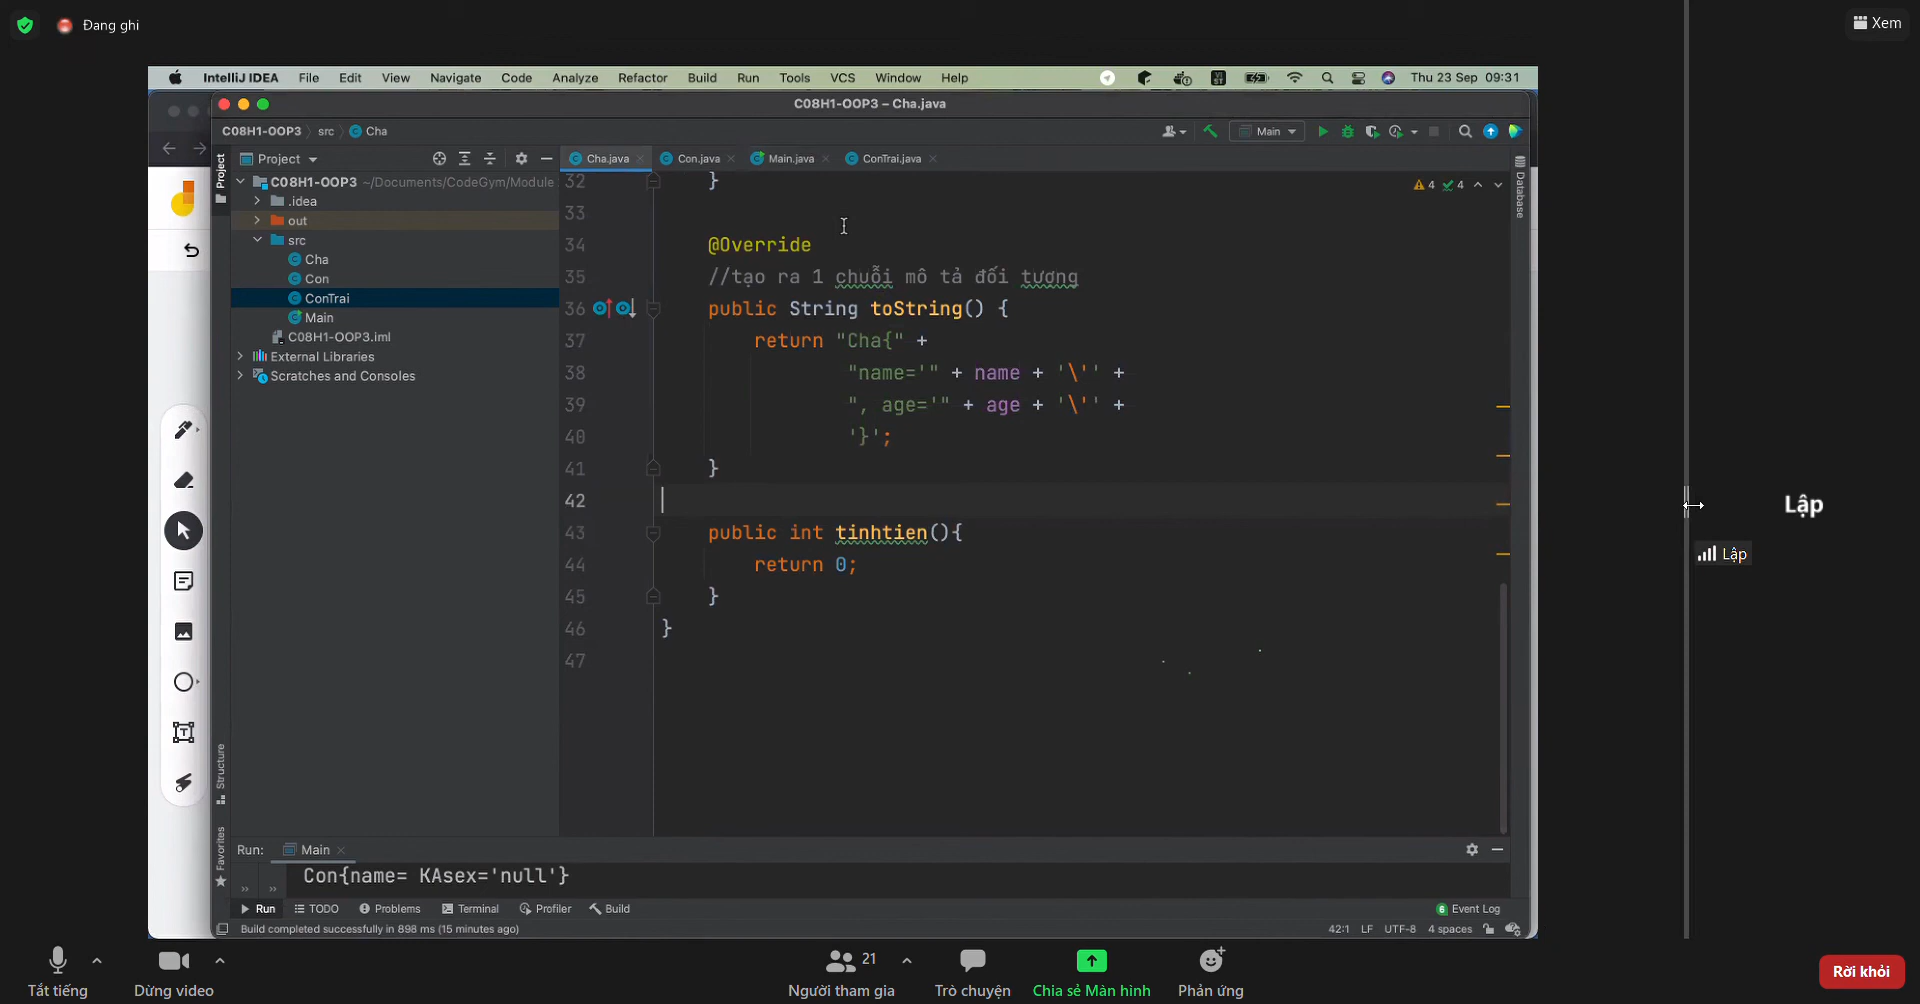 Đang ghi
Xem
IntelliJ IDEA File Edit View Navigate Code Analyze Refactor Build Run Tools VCS Window Help
Thu 23 Sep 09:31
C08H1-OOP3 – Cha.java
C08H1-OOP3 src Cha
Main
Project
Project
Cha.java
Con.java
Main.java
ConTrai.java
Database
C08H1-OOP3 ~/Documents/CodeGym/Module
.idea
out
src
Cha
Con
ConTrai
Main
C08H1-OOP3.iml
External Libraries
Scratches and Consoles
4 4
32 }
33
34 @Override
35 //tạo ra 1 chuỗi mô tả đối tượng
36 public String toString() {
37 return "Cha{" +
38 "name='" + name + '\'' +
39 ", age='" + age + '\'' +
40 '}';
41 }
42
43 public int tinhtien(){
44 return 0;
45 }
46 }
47
Lập
Lập
Structure
Favorites
Run: Main
Con{name= KAsex='null'}
Run TODO Problems Terminal Profiler Build
6 Event Log
Build completed successfully in 898 ms (15 minutes ago)
42:1 LF UTF-8 4 spaces
Tắt tiếng
Dừng video
21
Người tham gia
Trò chuyện
Chia sẻ Màn hình
Phản ứng
Rời khỏi